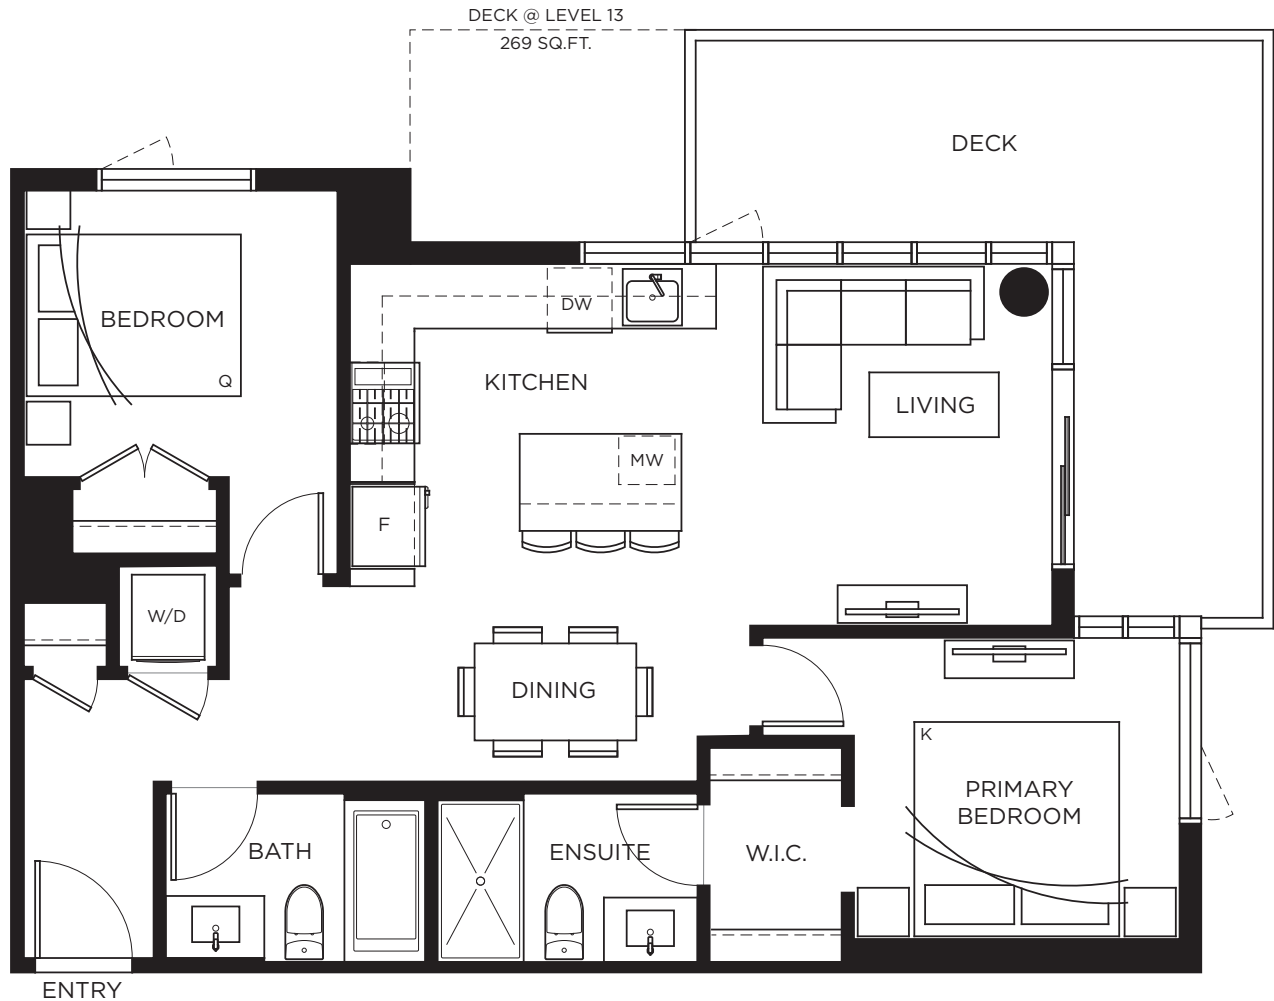 DECK @ LEVEL 13
269 SQ.FT.
DECK
BEDROOM
Q
DW
KITCHEN
LIVING
MW
F
W/D
DINING
K
PRIMARY
BEDROOM
BATH
ENSUITE
W.I.C.
ENTRY